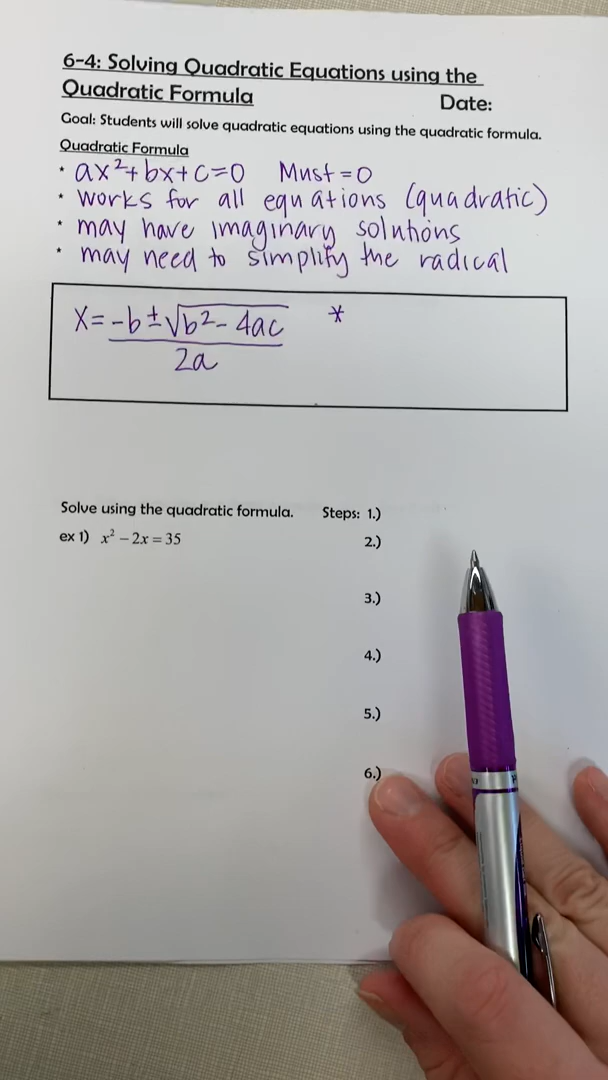 6-4: Solving Quadratic Equations using the
Quadratic Formula Date:
Goal: Students will solve quadratic equations using the quadratic formula.
Quadratic Formula
• ax²+bx+c=0 Must=0
• works for all equations (quadratic)
• may have imaginary solutions
• may need to simplify the radical
x=-b±√b²-4ac *
2a
Solve using the quadratic formula. Steps: 1.)
ex 1) x² – 2x = 35 2.)
3.)
4.)
5.)
6.)